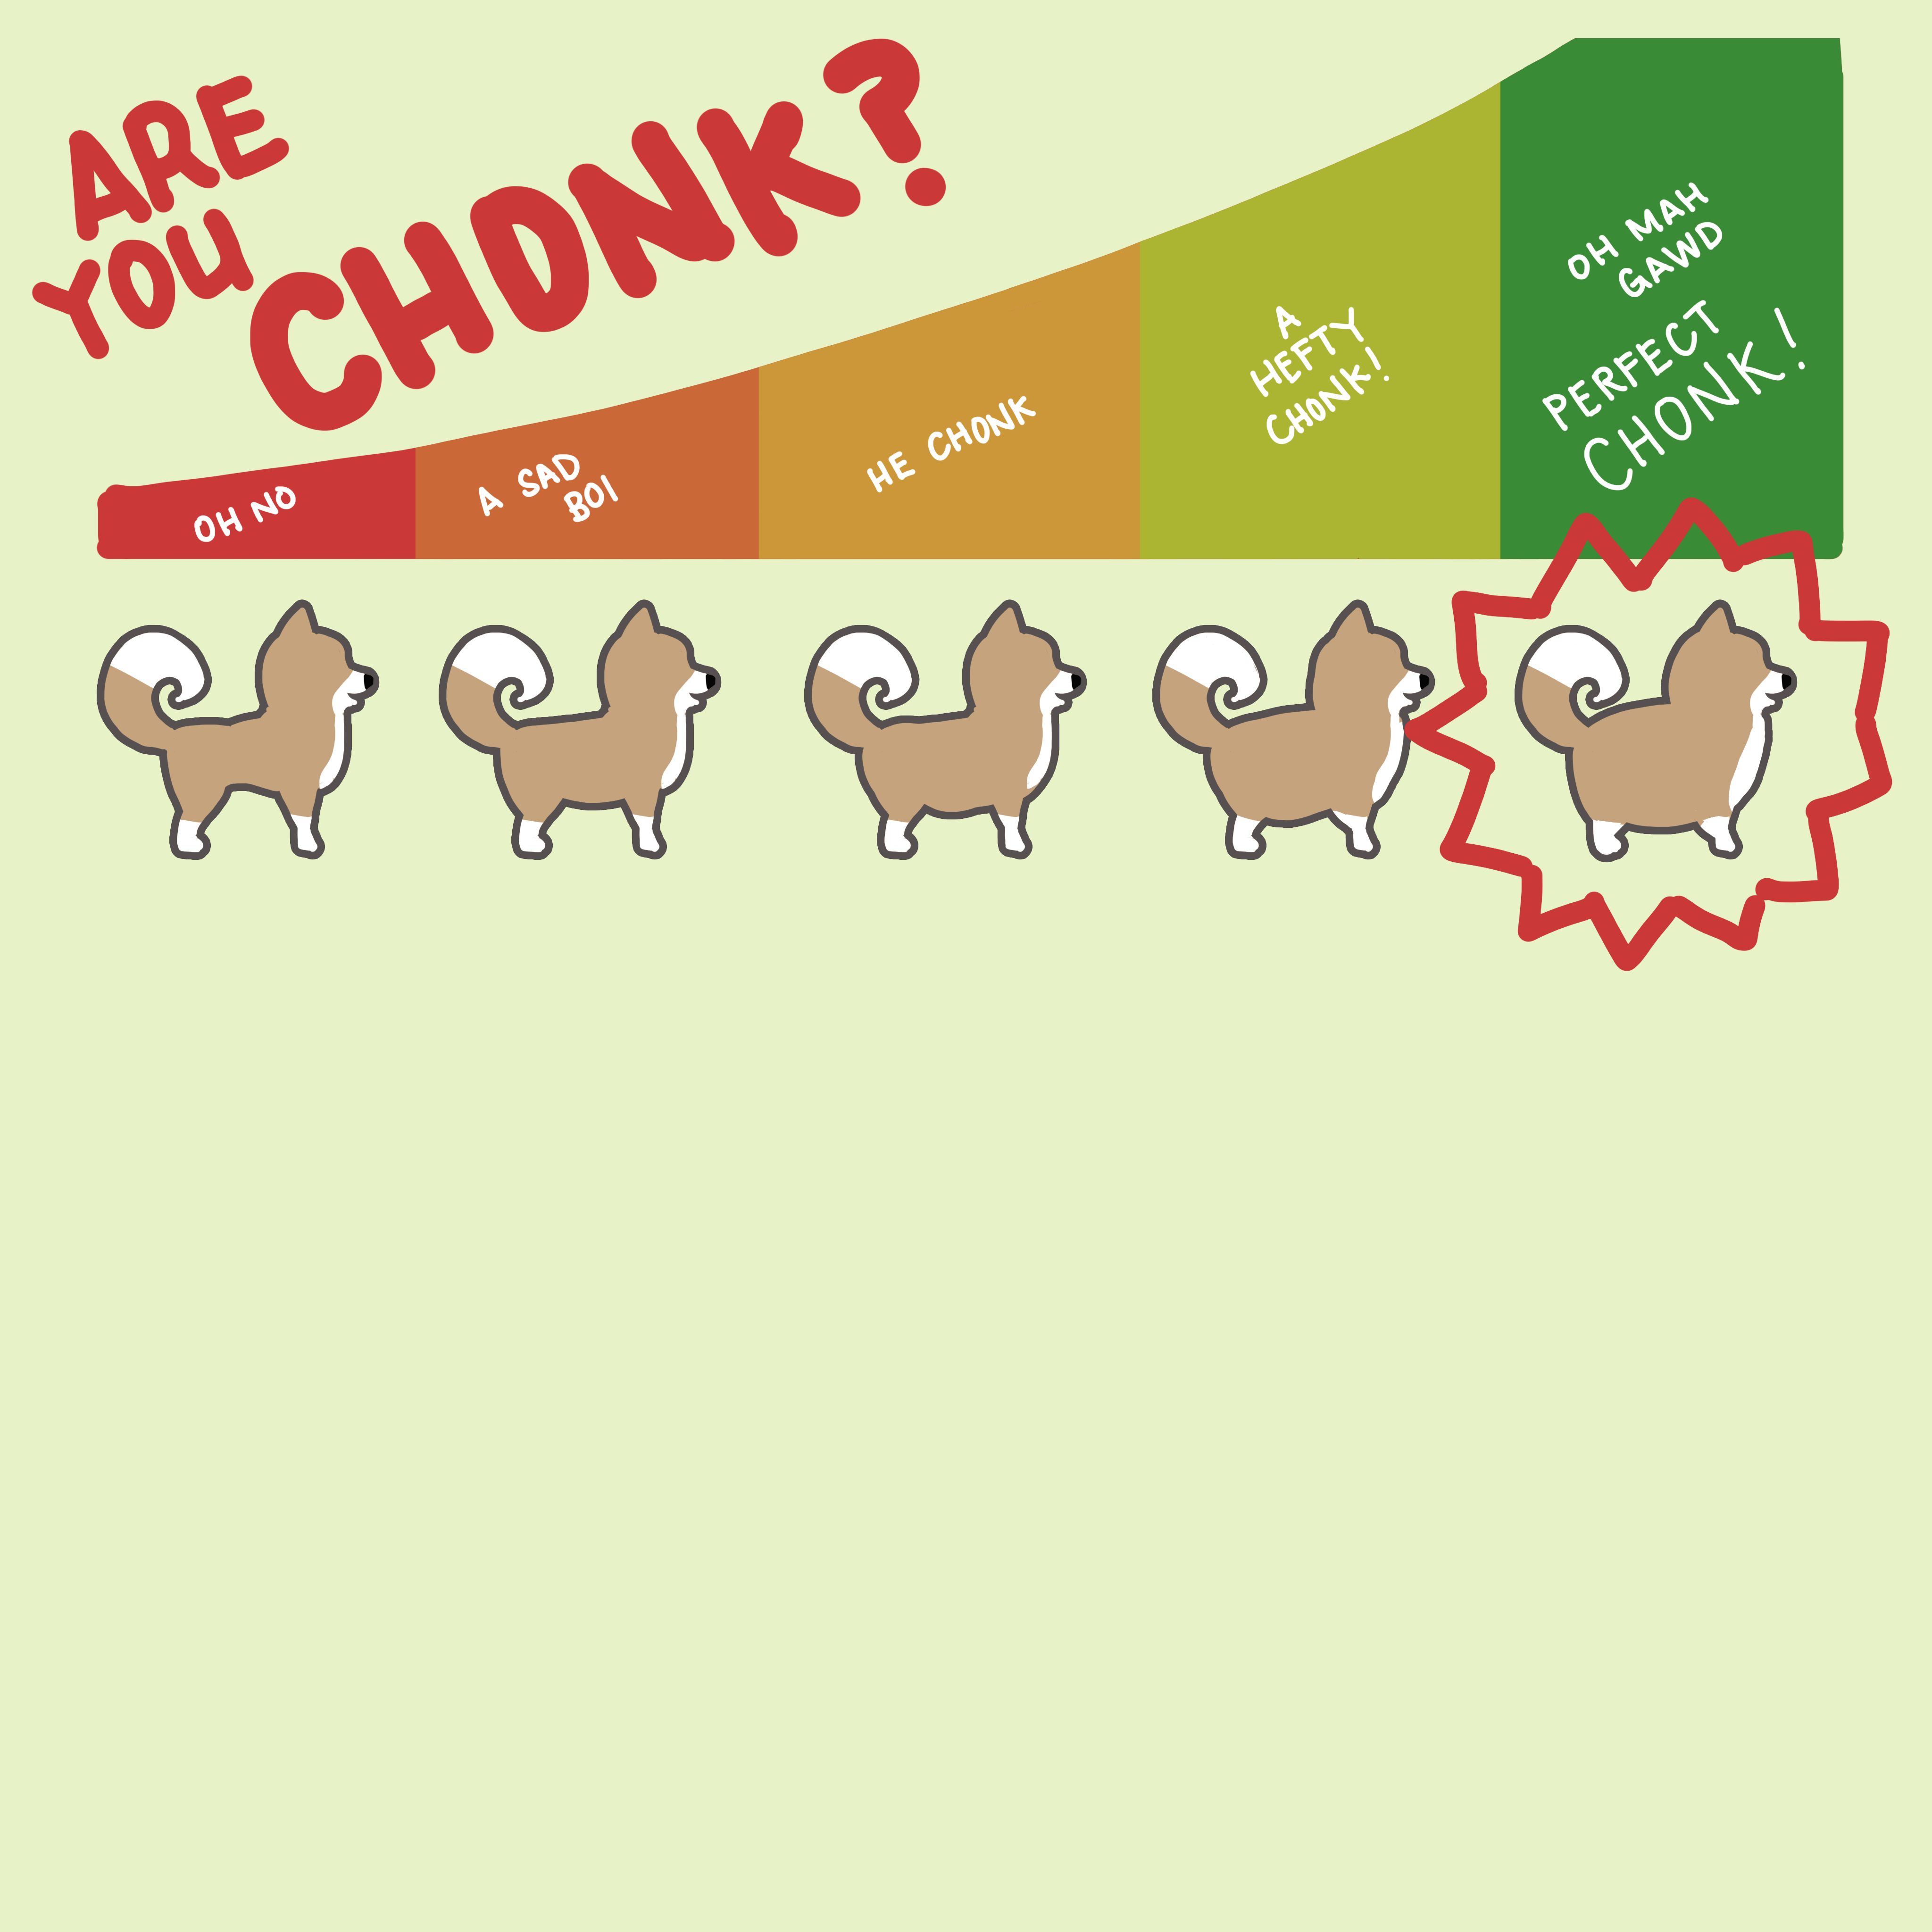 ARE
YOU
CHONK?
OH NO
A SAD
BOI
HE CHONK
A
HEFTY
CHONK!
OH MAH
GAWD
PERFECT
CHONK!